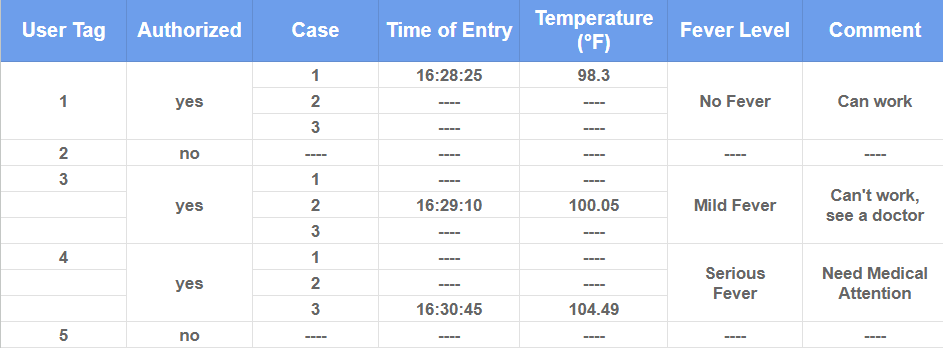 User Tag Authorized Case Time of Entry Temperature (°F) Fever Level Comment
1 yes 1 16:28:25 98.3 No Fever Can work
2 ---- ----
3 ---- ----
2 no ---- ---- ---- ---- ----
3 yes 1 ---- ---- Mild Fever Can't work, see a doctor
2 16:29:10 100.05
3 ---- ----
4 yes 1 ---- ---- Serious Fever Need Medical Attention
2 ---- ----
3 16:30:45 104.49
5 no ---- ---- ---- ---- ----